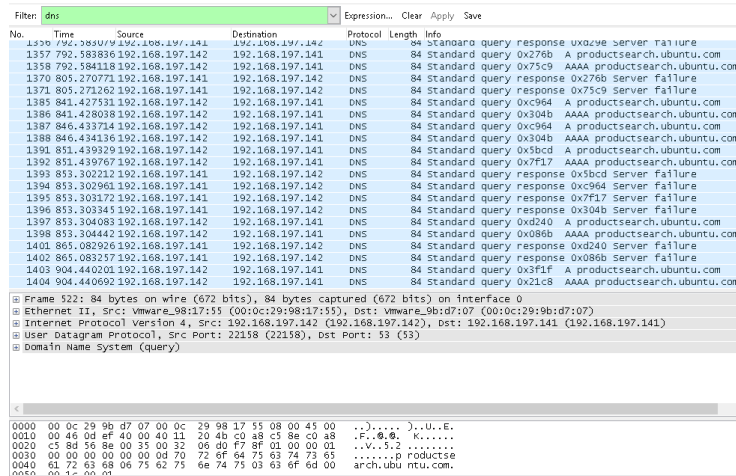 Filter: dns Expression... Clear Apply Save
No. Time Source Destination Protocol Length Info
1356 792.583079 192.168.197.141 192.168.197.142 DNS 84 Standard query response 0xd29e Server failure
1357 792.583836 192.168.197.142 192.168.197.141 DNS 84 Standard query 0x276b A productsearch.ubuntu.com
1358 792.584118 192.168.197.142 192.168.197.141 DNS 84 Standard query 0x75c9 AAAA productsearch.ubuntu.com
1370 805.270771 192.168.197.141 192.168.197.142 DNS 84 Standard query response 0x276b Server failure
1371 805.271262 192.168.197.141 192.168.197.142 DNS 84 Standard query response 0x75c9 Server failure
1385 841.427531 192.168.197.142 192.168.197.141 DNS 84 Standard query 0xc964 A productsearch.ubuntu.com
1386 841.428038 192.168.197.142 192.168.197.141 DNS 84 Standard query 0x304b AAAA productsearch.ubuntu.com
1387 846.433714 192.168.197.142 192.168.197.141 DNS 84 Standard query 0xc964 A productsearch.ubuntu.com
1388 846.434136 192.168.197.142 192.168.197.141 DNS 84 Standard query 0x304b AAAA productsearch.ubuntu.com
1391 851.439329 192.168.197.142 192.168.197.141 DNS 84 Standard query 0x5bcd A productsearch.ubuntu.com
1392 851.439767 192.168.197.142 192.168.197.141 DNS 84 Standard query 0x7f17 AAAA productsearch.ubuntu.com
1393 853.302212 192.168.197.141 192.168.197.142 DNS 84 Standard query response 0x5bcd Server failure
1394 853.302961 192.168.197.141 192.168.197.142 DNS 84 Standard query response 0xc964 Server failure
1395 853.303172 192.168.197.141 192.168.197.142 DNS 84 Standard query response 0x7f17 Server failure
1396 853.303345 192.168.197.141 192.168.197.142 DNS 84 Standard query response 0x304b Server failure
1397 853.304083 192.168.197.142 192.168.197.141 DNS 84 Standard query 0xd240 A productsearch.ubuntu.com
1398 853.304442 192.168.197.142 192.168.197.141 DNS 84 Standard query 0x086b AAAA productsearch.ubuntu.com
1401 865.082926 192.168.197.141 192.168.197.142 DNS 84 Standard query response 0xd240 Server failure
1402 865.083257 192.168.197.141 192.168.197.142 DNS 84 Standard query response 0x086b Server failure
1403 904.440201 192.168.197.142 192.168.197.141 DNS 84 Standard query 0x3f1f A productsearch.ubuntu.com
1404 904.440692 192.168.197.142 192.168.197.141 DNS 84 Standard query 0x21c8 AAAA productsearch.ubuntu.com
Frame 522: 84 bytes on wire (672 bits), 84 bytes captured (672 bits) on interface 0
Ethernet II, Src: Vmware_98:17:55 (00:0c:29:98:17:55), Dst: Vmware_9b:d7:07 (00:0c:29:9b:d7:07)
Internet Protocol Version 4, Src: 192.168.197.142 (192.168.197.142), Dst: 192.168.197.141 (192.168.197.141)
User Datagram Protocol, Src Port: 22158 (22158), Dst Port: 53 (53)
Domain Name System (query)
0000 00 0c 29 9b d7 07 00 0c 29 98 17 55 08 00 45 00 ..)..... )..U..E.
0010 00 46 0d ef 40 00 40 11 20 4b c0 a8 c5 8e c0 a8 .F..@.@. K......
0020 c5 8d 56 8e 00 35 00 32 06 d0 f7 8f 01 00 00 01 ..V..5.2 ........
0030 00 00 00 00 00 00 0d 70 72 6f 64 75 63 74 73 65 .......p roductse
0040 61 72 63 68 06 75 62 75 6e 74 75 03 63 6f 6d 00 arch.ubu ntu.com.
0050 00 1c 00 01